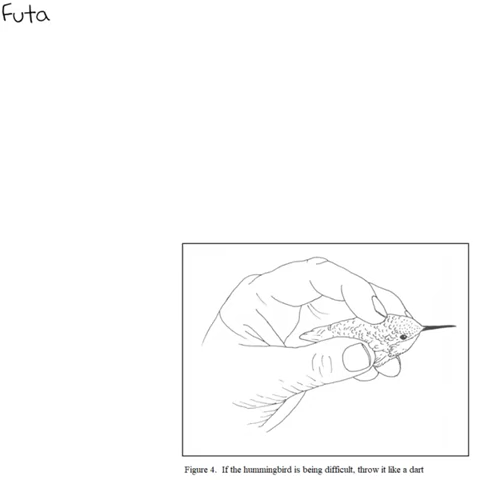 Futa
Figure 4. If the hummingbird is being difficult, throw it like a dart